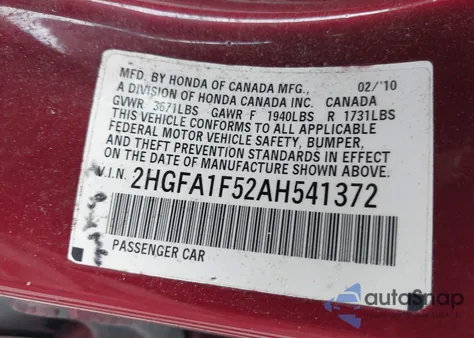 MFD. BY HONDA OF CANADA MFG., 02/'10
A DIVISION OF HONDA CANADA INC. CANADA
GVWR 3671LBS GAWR F 1940LBS R 1731LBS
THIS VEHICLE CONFORMS TO ALL APPLICABLE
FEDERAL MOTOR VEHICLE SAFETY, BUMPER,
AND THEFT PREVENTION STANDARDS IN EFFECT
ON THE DATE OF MANUFACTURE SHOWN ABOVE.
V.I.N. 2HGFA1F52AH541372
PASSENGER CAR
autoSnap